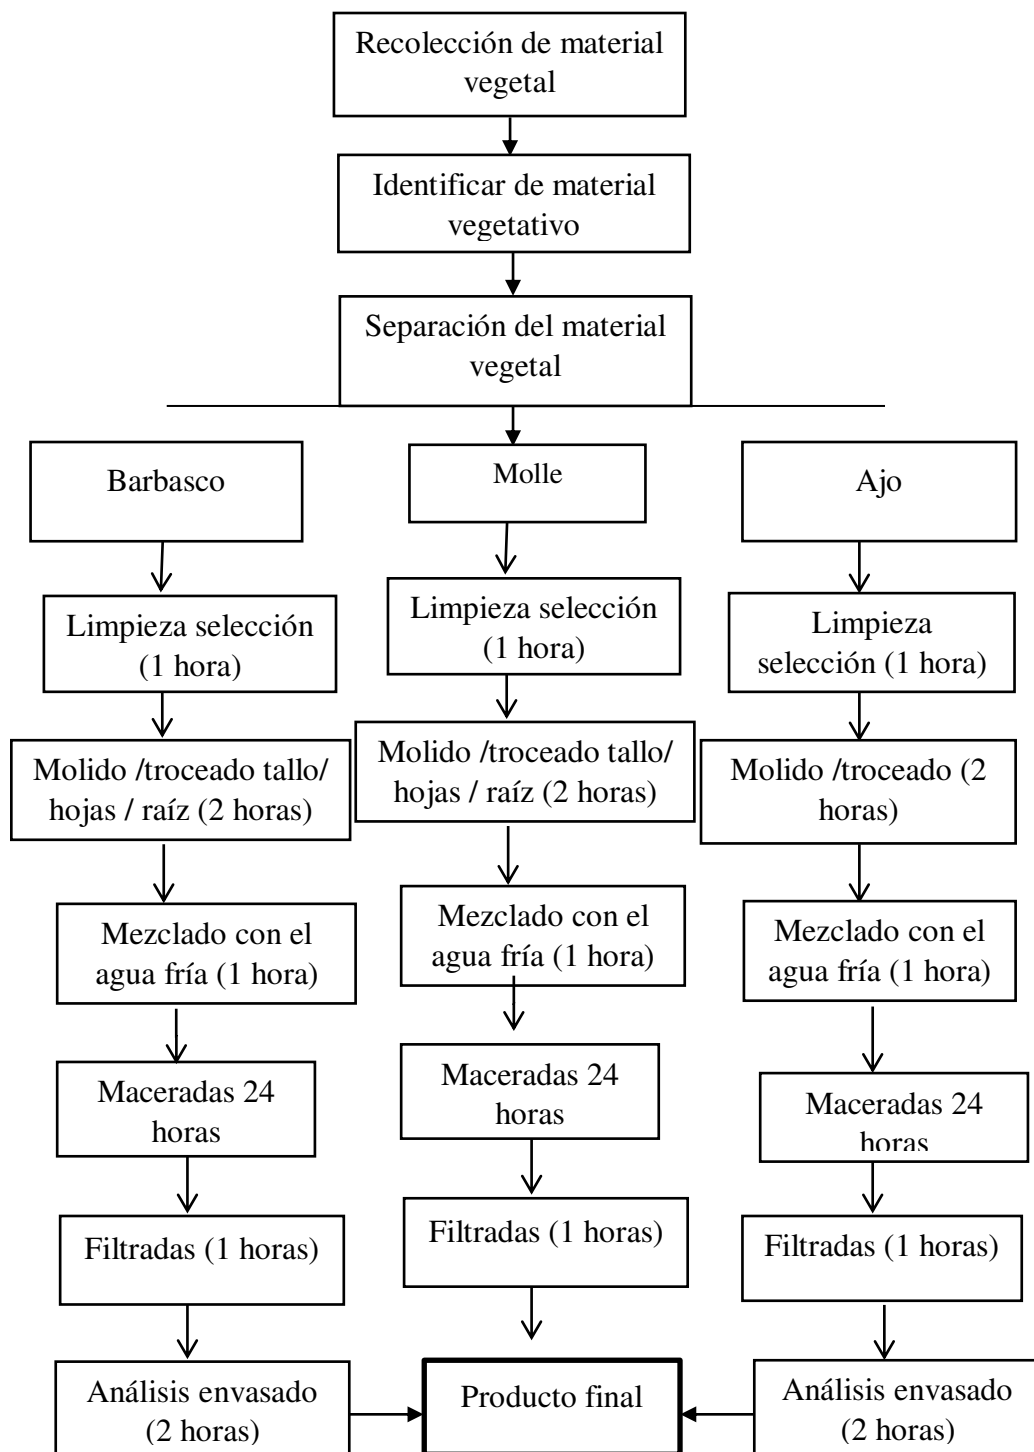 Recolección de material
vegetal
Identificar de material
vegetativo
Separación del material
vegetal
Barbasco
Molle
Ajo
Limpieza selección
(1 hora)
Limpieza selección
(1 hora)
Limpieza
selección (1 hora)
Molido /troceado tallo/
hojas / raíz (2 horas)
Molido /troceado tallo/
hojas / raíz (2 horas)
Molido /troceado (2
horas)
Mezclado con el
agua fría (1 hora)
Mezclado con el
agua fría (1 hora)
Mezclado con el
agua fría (1 hora)
Maceradas 24
horas
Maceradas 24
horas
Maceradas 24
horas
Filtradas (1 horas)
Filtradas (1 horas)
Filtradas (1 horas)
Análisis envasado
(2 horas)
Producto final
Análisis envasado
(2 horas)